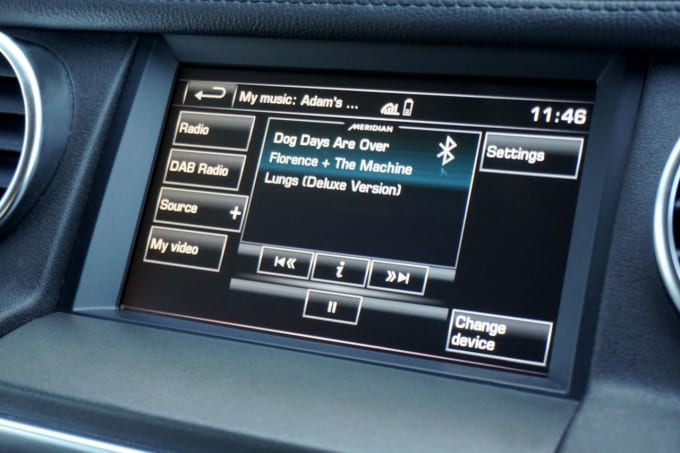 My music: Adam's ...
11:46
Radio
DAB Radio
Source +
My video
MERIDIAN
Dog Days Are Over
Florence + The Machine
Lungs (Deluxe Version)
Settings
i
Change
device